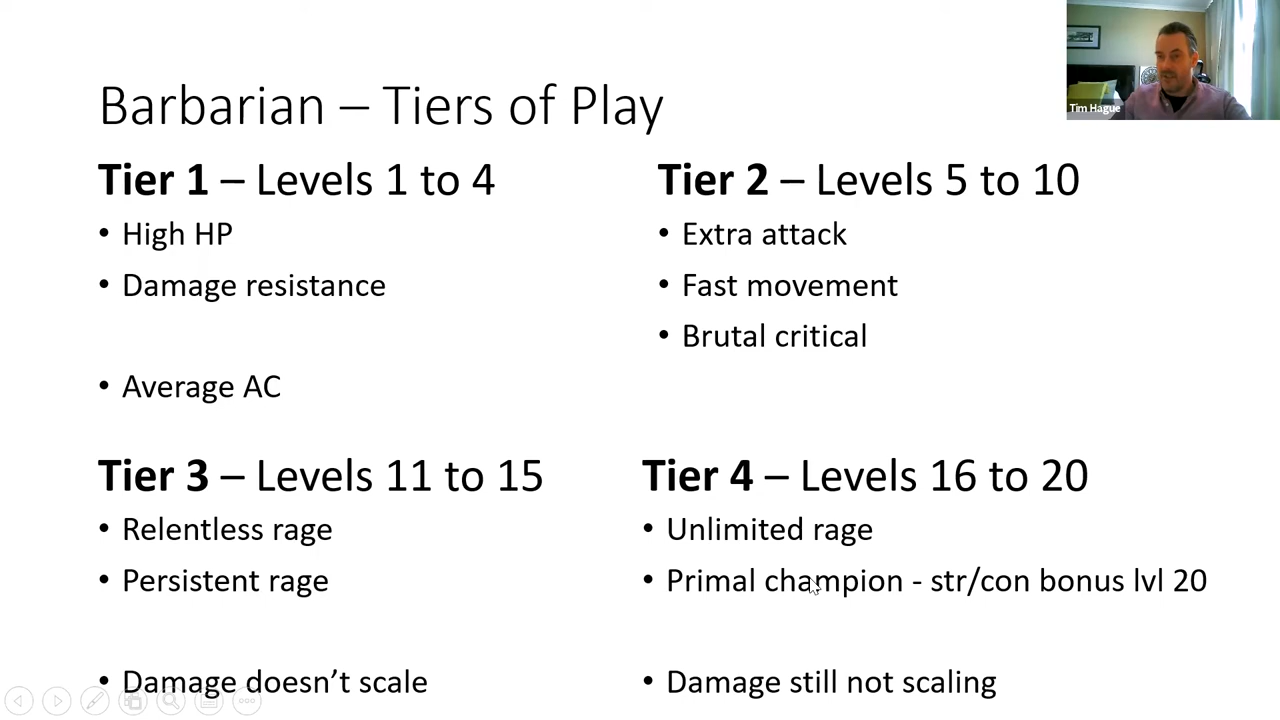 Barbarian – Tiers of Play
Tim Hague
Tier 1 – Levels 1 to 4
• High HP
• Damage resistance
• Average AC
Tier 2 – Levels 5 to 10
• Extra attack
• Fast movement
• Brutal critical
Tier 3 – Levels 11 to 15
• Relentless rage
• Persistent rage
• Damage doesn’t scale
Tier 4 – Levels 16 to 20
• Unlimited rage
• Primal champion - str/con bonus lvl 20
• Damage still not scaling